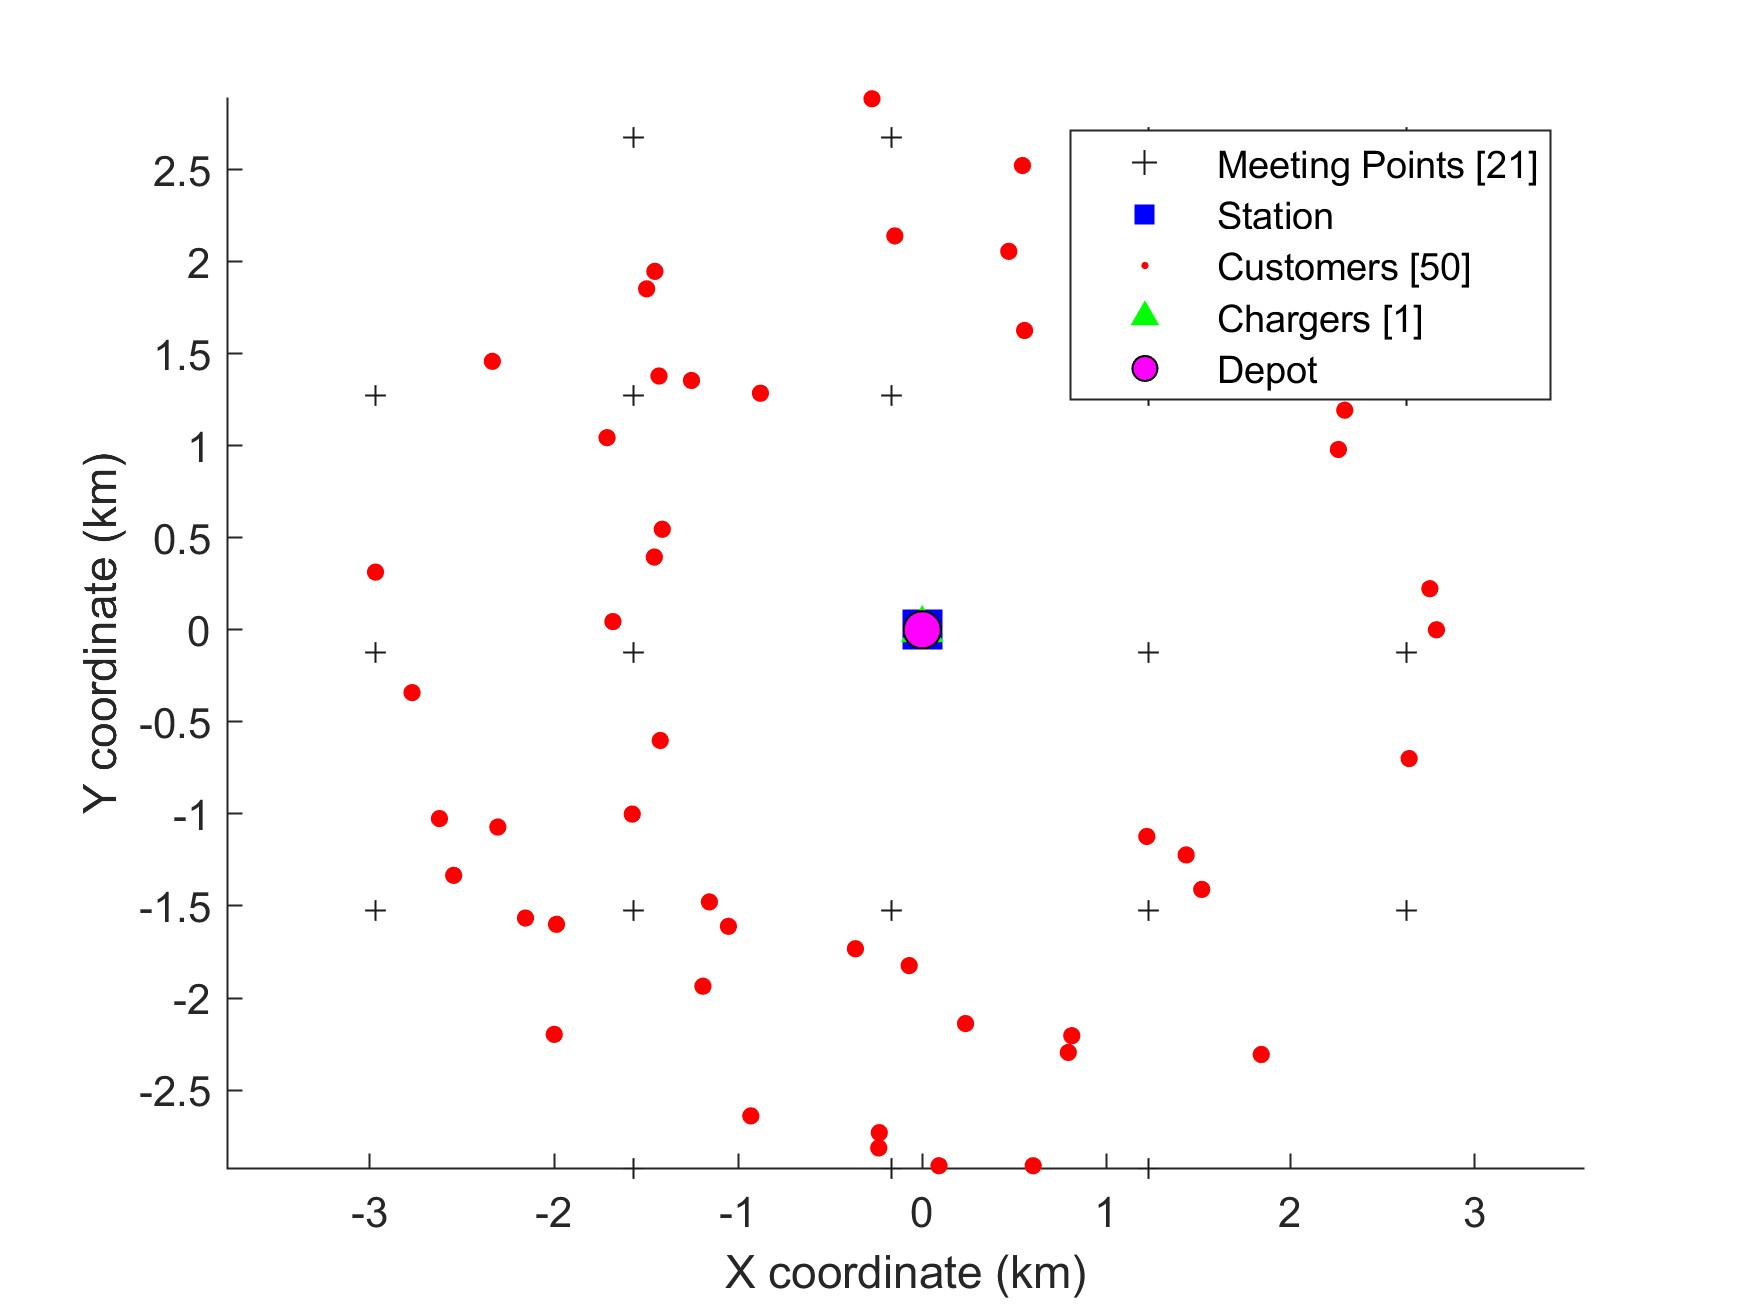 Meeting Points [21]
Station
Customers [50]
Chargers [1]
Depot
2.5
2
1.5
1
0.5
0
-0.5
-1
-1.5
-2
-2.5
Y coordinate (km)
-3 -2 -1 0 1 2 3
X coordinate (km)